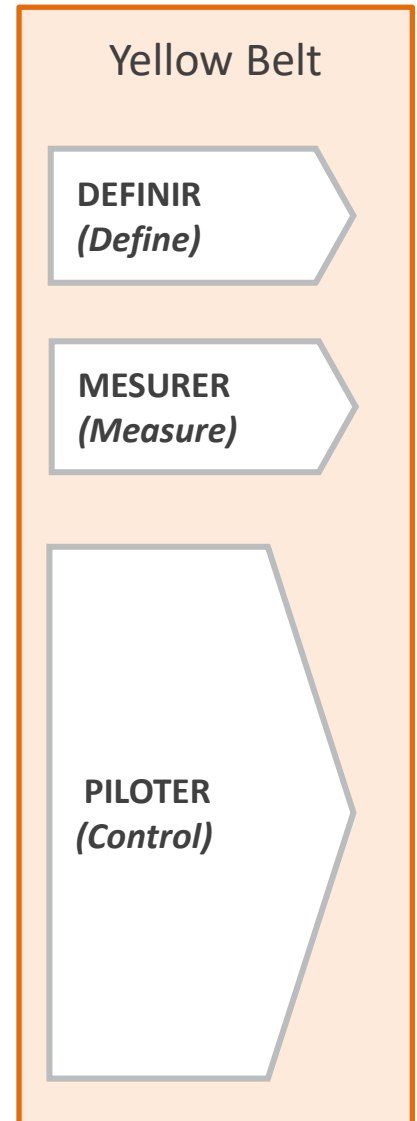 Yellow Belt
DEFINIR
(Define)
MESURER
(Measure)
PILOTER
(Control)